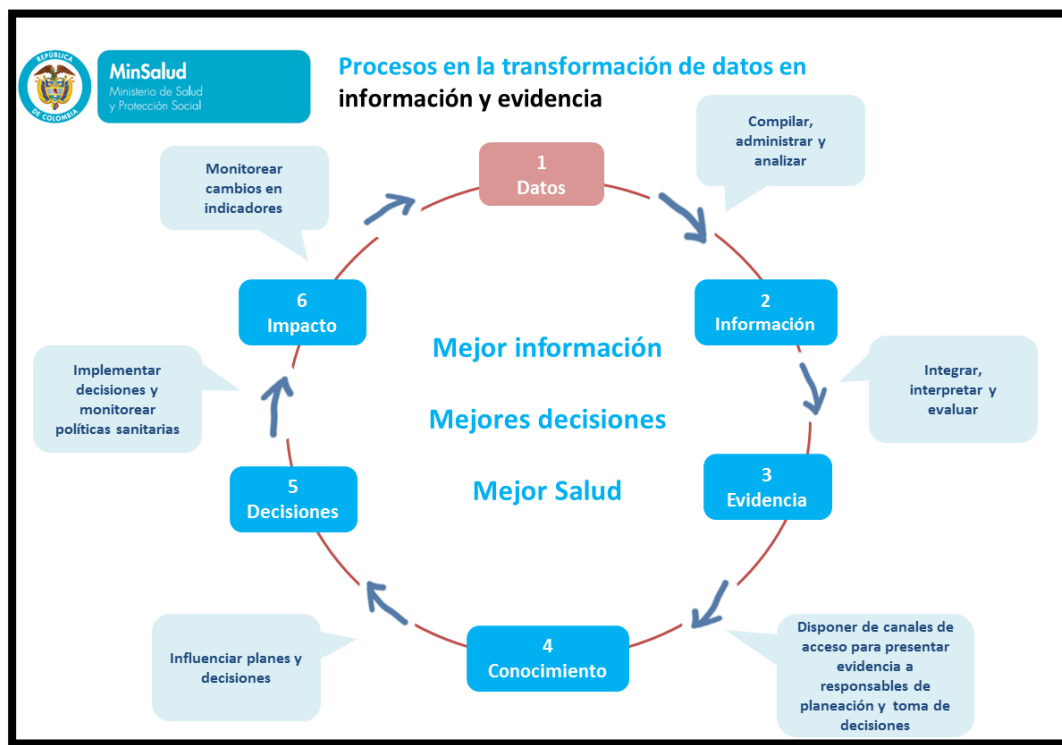 REPÚBLICA
DE COLOMBIA
MinSalud
Ministerio de Salud
y Protección Social
Procesos en la transformación de datos en
información y evidencia
1
Datos
Compilar,
administrar y
analizar
2
Información
Integrar,
interpretar y
evaluar
3
Evidencia
Disponer de canales de
acceso para presentar
evidencia a
responsables de
planeación y toma de
decisiones
4
Conocimiento
Influenciar planes y
decisiones
5
Decisiones
Implementar
decisiones y
monitorear
políticas sanitarias
6
Impacto
Monitorear
cambios en
indicadores
Mejor información
Mejores decisiones
Mejor Salud